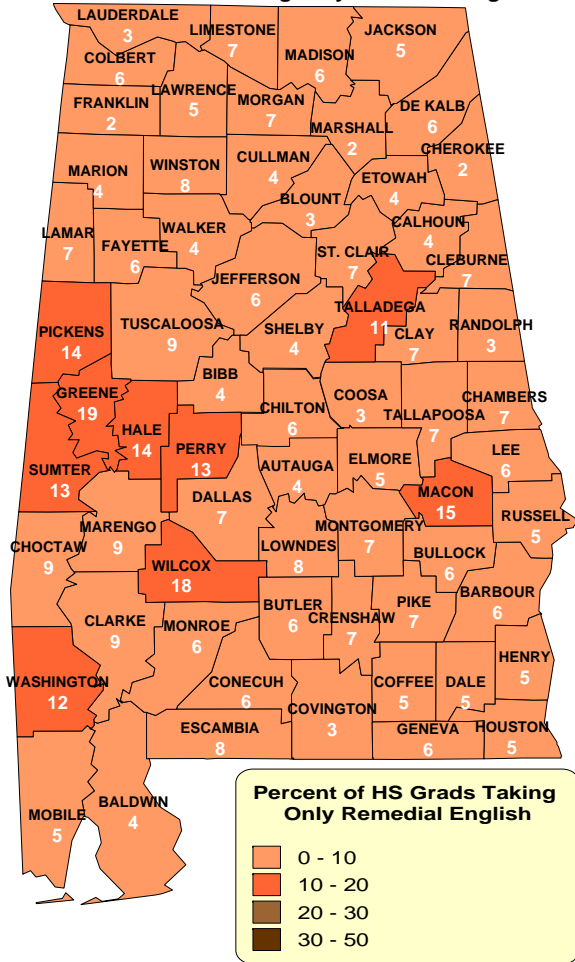 LAUDERDALE
3
LIMESTONE
7
MADISON
6
JACKSON
5
COLBERT
6
LAWRENCE
5
FRANKLIN
2
MORGAN
7
MARSHALL
2
DE KALB
6
CHEROKEE
2
MARION
4
WINSTON
8
CULLMAN
4
BLOUNT
3
ETOWAH
4
LAMAR
7
FAYETTE
6
WALKER
4
JEFFERSON
6
ST. CLAIR
7
CALHOUN
4
CLEBURNE
7
PICKENS
14
TUSCALOOSA
9
SHELBY
4
TALLADEGA
11
CLAY
7
RANDOLPH
3
GREENE
19
HALE
14
BIBB
4
PERRY
13
CHILTON
6
COOSA
3
TALLAPOOSA
7
CHAMBERS
7
SUMTER
13
AUTAUGA
4
ELMORE
5
LEE
6
MACON
15
RUSSELL
5
DALLAS
7
MARENGO
9
CHOCTAW
9
WILCOX
18
LOWNDES
8
MONTGOMERY
7
BULLOCK
6
BARBOUR
6
CLARKE
9
MONROE
6
BUTLER
6
CRENSHAW
7
PIKE
7
HENRY
5
WASHINGTON
12
CONECUH
6
COVINGTON
3
COFFEE
5
DALE
5
ESCAMBIA
8
GENEVA
6
HOUSTON
5
MOBILE
5
BALDWIN
4
Percent of HS Grads Taking
Only Remedial English
0 - 10
10 - 20
20 - 30
30 - 50